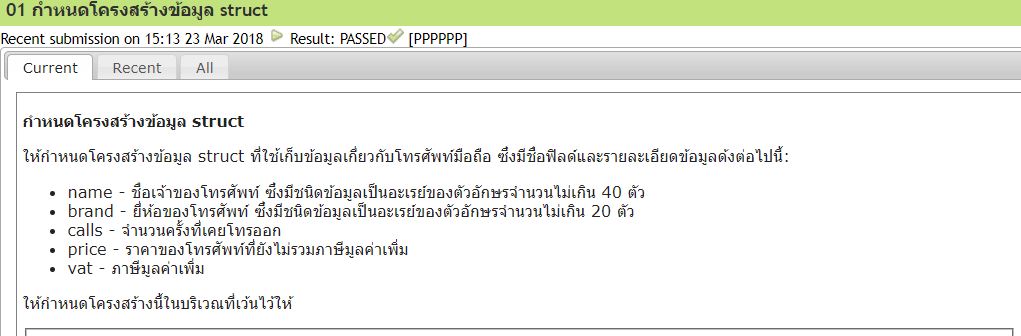 01 กำหนดโครงสร้างข้อมูล struct
Recent submission on 15:13 23 Mar 2018 Result: PASSED [PPPPPP]
Current Recent All
กำหนดโครงสร้างข้อมูล struct
ให้กำหนดโครงสร้างข้อมูล struct ที่ใช้เก็บข้อมูลเกี่ยวกับโทรศัพท์มือถือ ซึ่งมีชื่อฟิลด์และรายละเอียดข้อมูลดังต่อไปนี้:
• name - ชื่อเจ้าของโทรศัพท์ ซึ่งมีชนิดข้อมูลเป็นอะเรย์ของตัวอักษรจำนวนไม่เกิน 40 ตัว
• brand - ยี่ห้อของโทรศัพท์ ซึ่งมีชนิดข้อมูลเป็นอะเรย์ของตัวอักษรจำนวนไม่เกิน 20 ตัว
• calls - จำนวนครั้งที่เคยโทรออก
• price - ราคาของโทรศัพท์ที่ยังไม่รวมภาษีมูลค่าเพิ่ม
• vat - ภาษีมูลค่าเพิ่ม
ให้กำหนดโครงสร้างนี้ในบริเวณที่เว้นไว้ให้